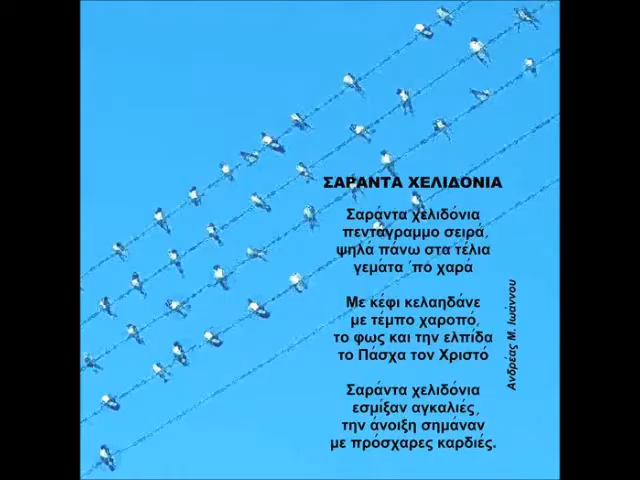 ΣΑΡΑΝΤΑ ΧΕΛΙΔΟΝΙΑ
Σαράντα χελιδόνια
πενταγραμμο σειρά,
ψηλά πάνω στα τέλια
γεμάτα ΄πο χαρά
Με κέφι κελαηδάνε
με τέμπο χαροπό,
το φως και την ελπίδα
το Πάσχα τον Χριστό
Σαράντα χελιδόνια
εσμίξαν αγκαλιές,
την άνοιξη σημάναν
με πρόσχαρες καρδιές.
Ανδρέας Μ. Ιωάννου